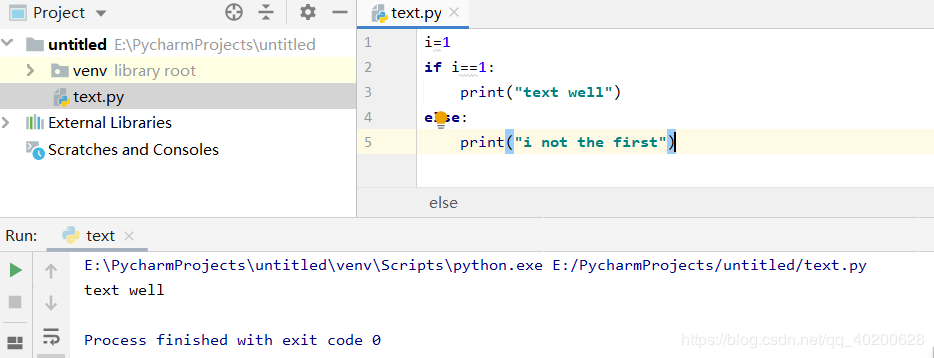 Project
untitled E:\PycharmProjects\untitled
venv library root
text.py
External Libraries
Scratches and Consoles
text.py
1 i=1
2 if i==1:
3 print("text well")
4 else:
5 print("i not the first")
else
Run: text
E:\PycharmProjects\untitled\venv\Scripts\python.exe E:/PycharmProjects/untitled/text.py
text well
Process finished with exit code 0
https://blog.csdn.net/qq_40200628